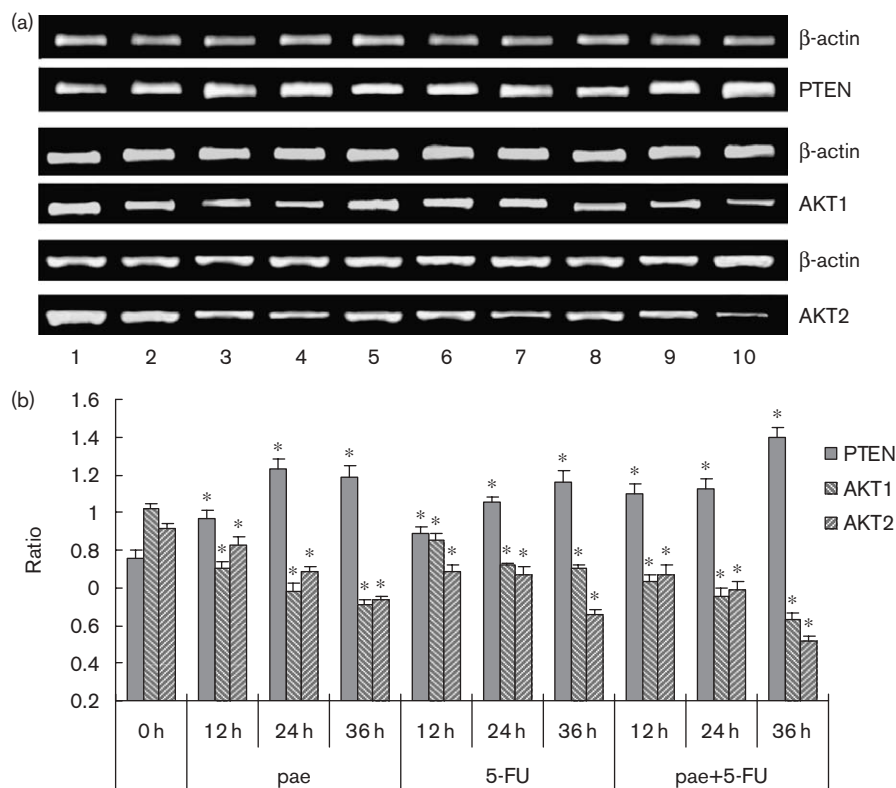 (a)
β-actin
PTEN
β-actin
AKT1
β-actin
AKT2
1 2 3 4 5 6 7 8 9 10
(b)
1.6
1.4
1.2
1
0.8
0
0.6
0.4
0.2
Ratio
* * * * * * * * * * * * * * * * * * * * * * * * * * *
PTEN
AKT1
AKT2
0 h 12 h 24 h 36 h 12 h 24 h 36 h 12 h 24 h 36 h
pae 5-FU pae+5-FU